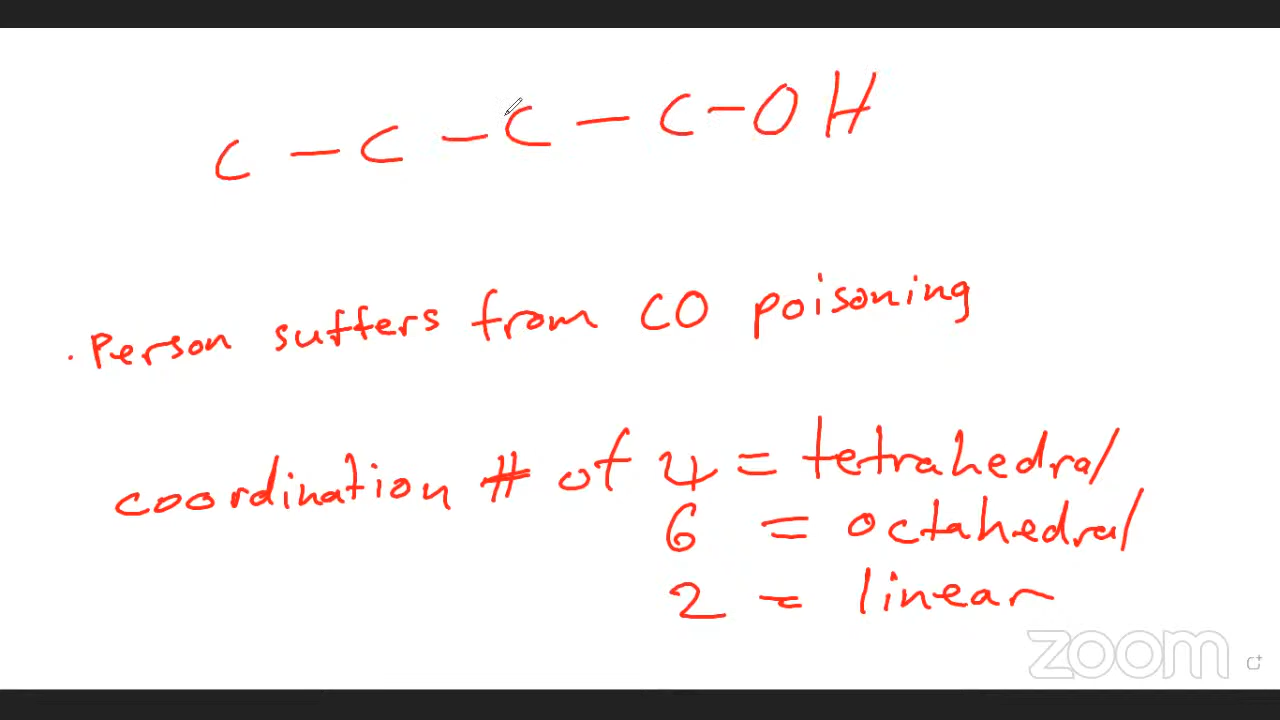 C - C - C - C - OH
· Person suffers from CO poisoning
coordination # of 4 = tetrahedral
6 = octahedral
2 = linear
zoom